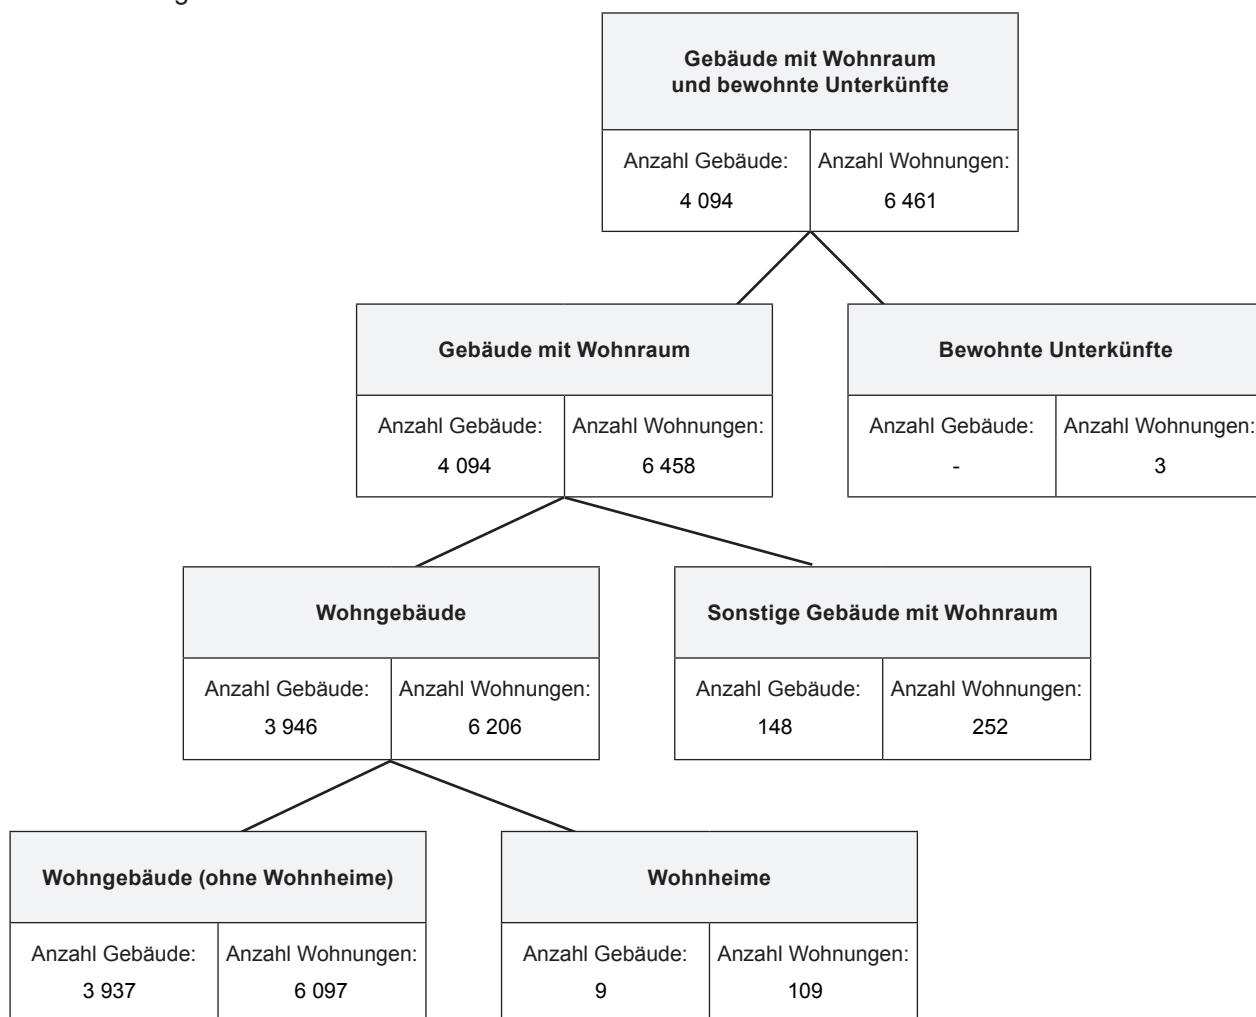 Gebäude mit Wohnraum
und bewohnte Unterkünfte
Anzahl Gebäude: Anzahl Wohnungen:
4 094 6 461
Gebäude mit Wohnraum
Anzahl Gebäude: Anzahl Wohnungen:
4 094 6 458
Bewohnte Unterkünfte
Anzahl Gebäude: Anzahl Wohnungen:
- 3
Wohngebäude
Anzahl Gebäude: Anzahl Wohnungen:
3 946 6 206
Sonstige Gebäude mit Wohnraum
Anzahl Gebäude: Anzahl Wohnungen:
148 252
Wohngebäude (ohne Wohnheime)
Anzahl Gebäude: Anzahl Wohnungen:
3 937 6 097
Wohnheime
Anzahl Gebäude: Anzahl Wohnungen:
9 109